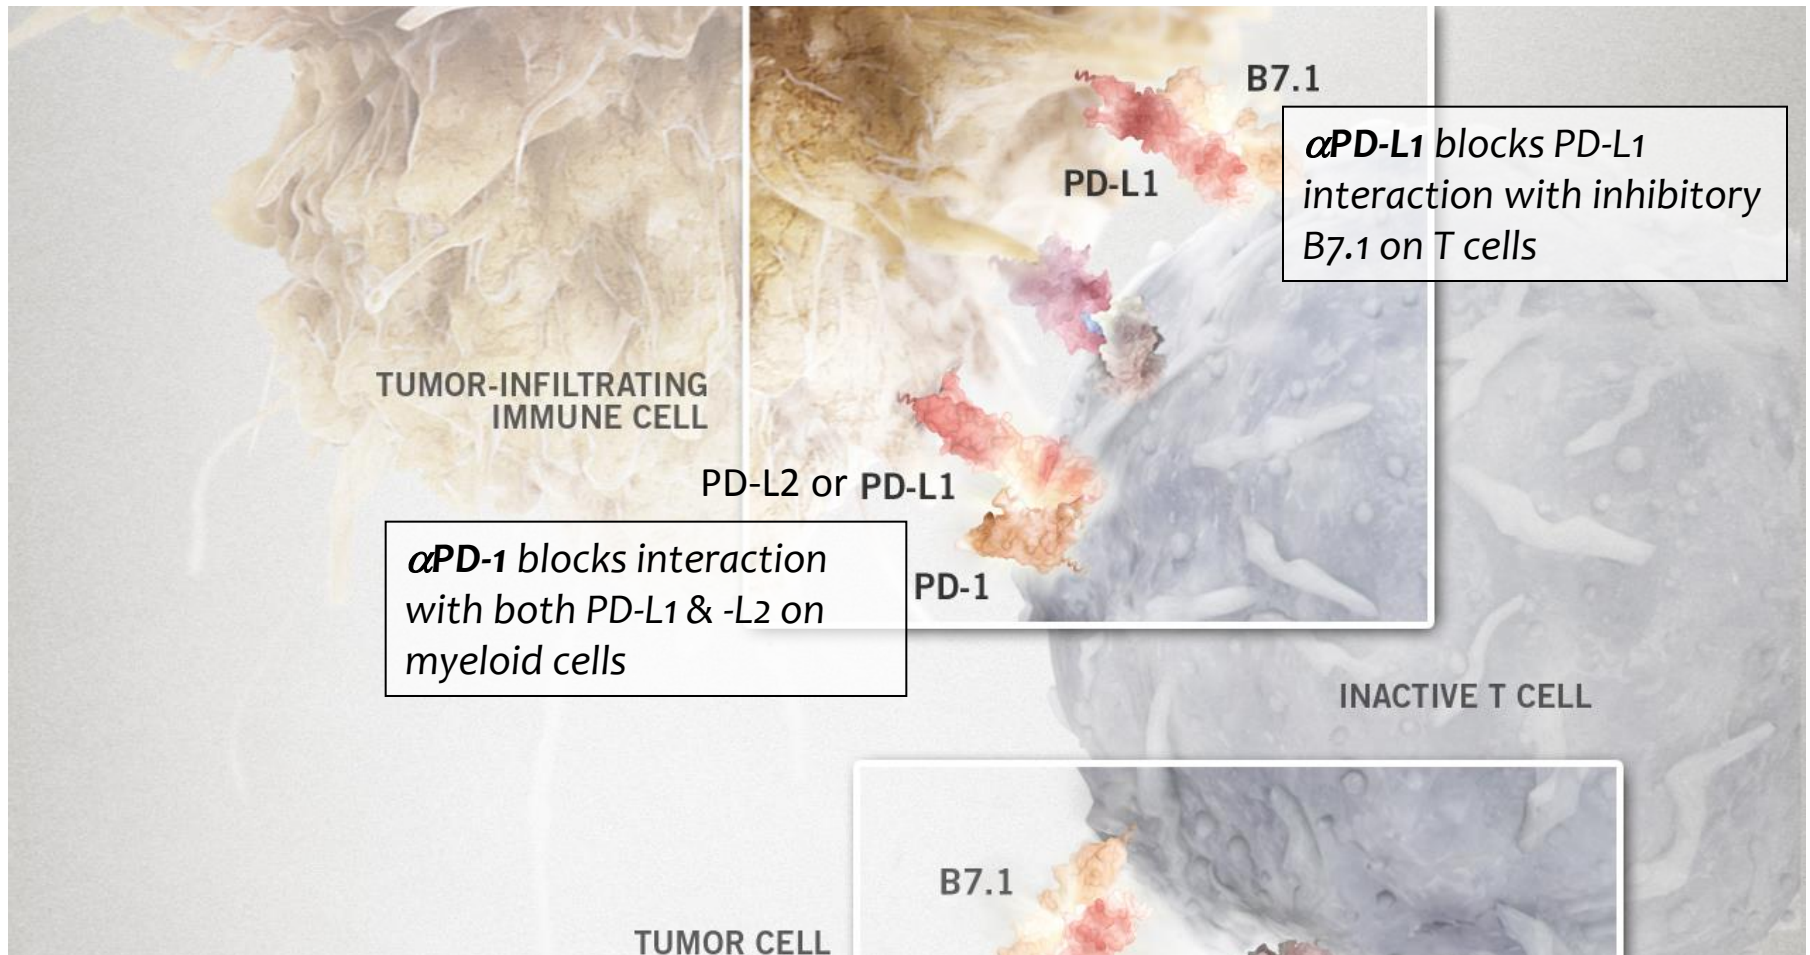 B7.1
αPD-L1 blocks PD-L1
interaction with inhibitory
B7.1 on T cells
PD-L1
TUMOR-INFILTRATING
IMMUNE CELL
PD-L2 or PD-L1
αPD-1 blocks interaction
with both PD-L1 & -L2 on
myeloid cells
PD-1
INACTIVE T CELL
B7.1
TUMOR CELL